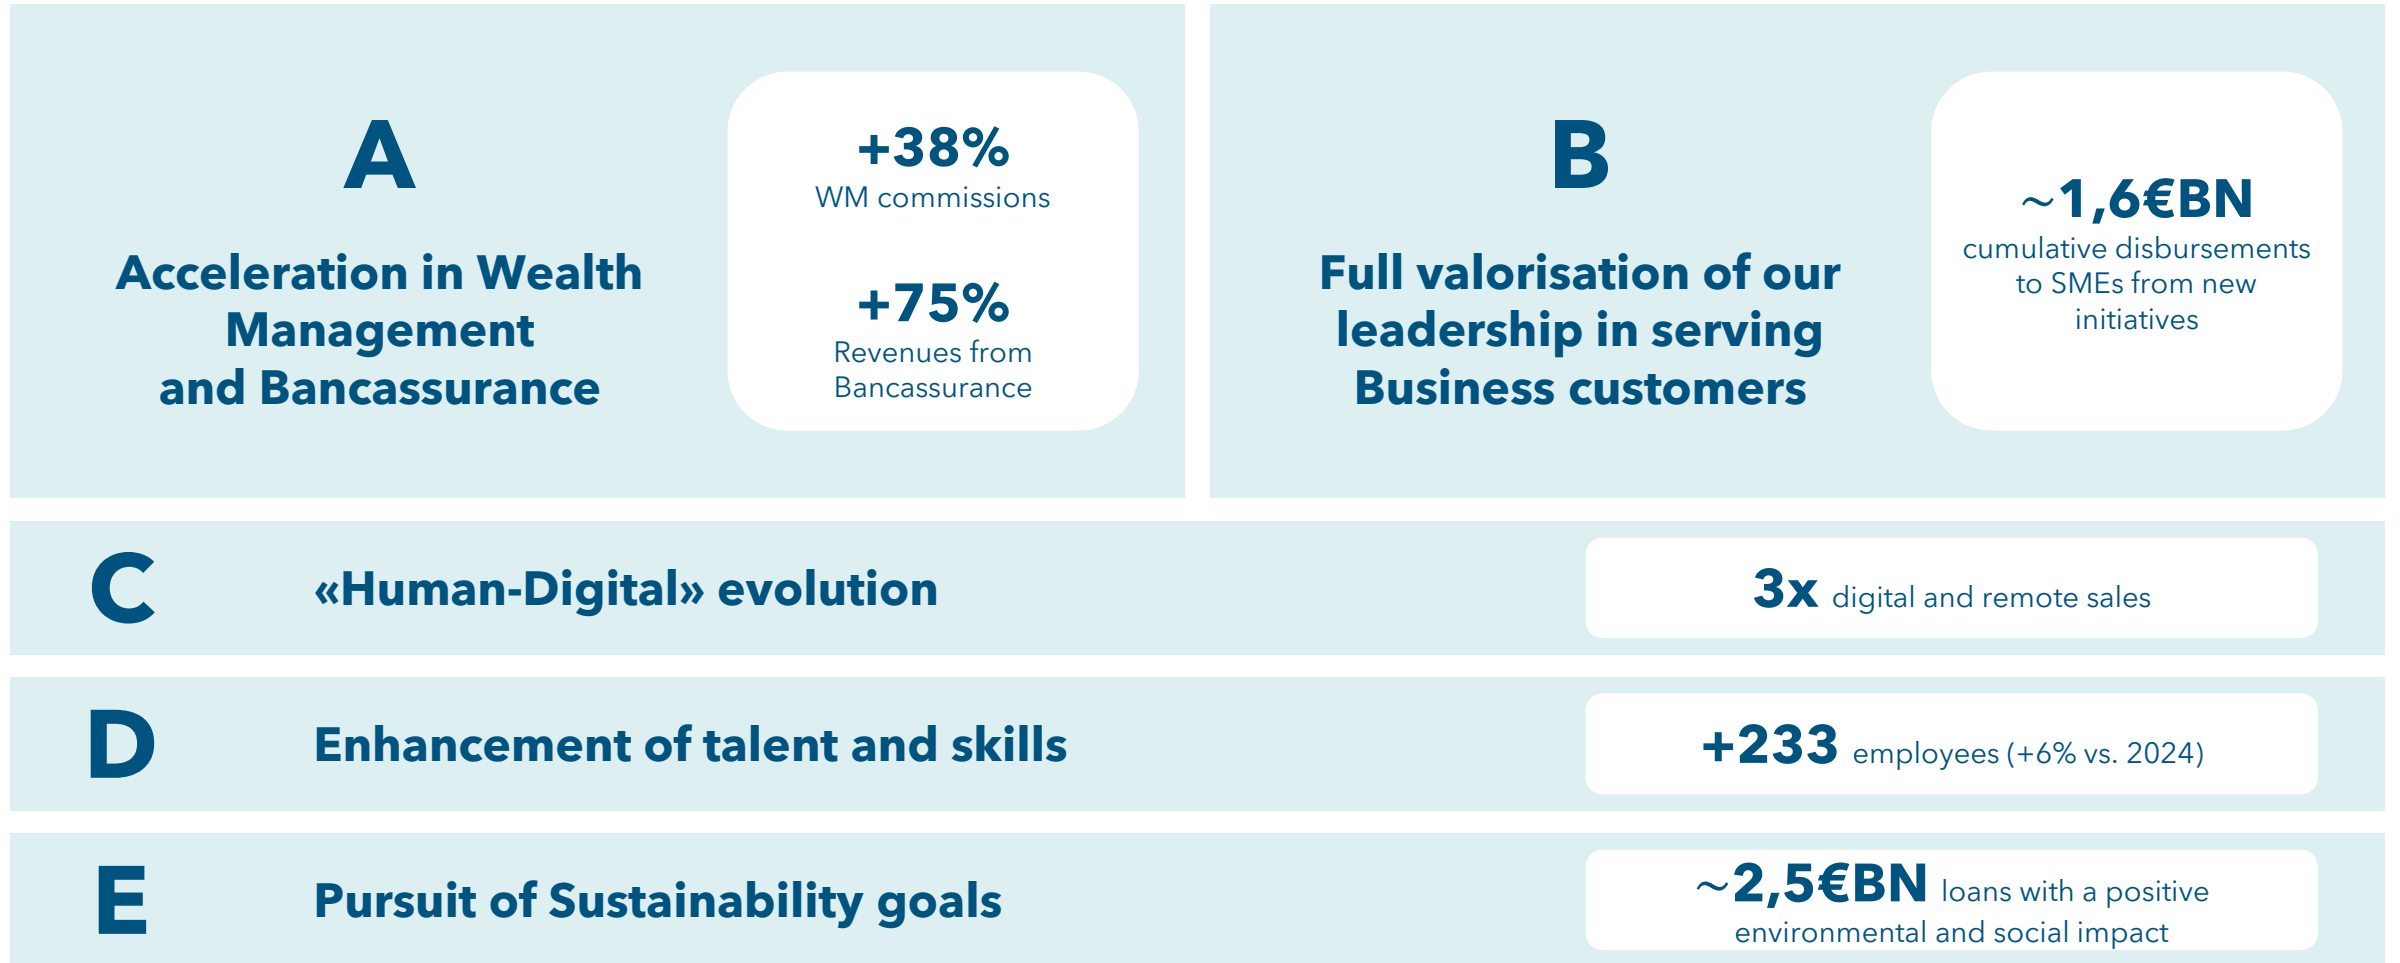 A
Acceleration in Wealth
Management
and Bancassurance
+38%
WM commissions
+75%
Revenues from
Bancassurance
B
Full valorisation of our
leadership in serving
Business customers
~1,6€BN
cumulative disbursements
to SMEs from new
initiatives
C
«Human-Digital» evolution
3x digital and remote sales
D
Enhancement of talent and skills
+233 employees (+6% vs. 2024)
E
Pursuit of Sustainability goals
~2,5€BN loans with a positive
environmental and social impact